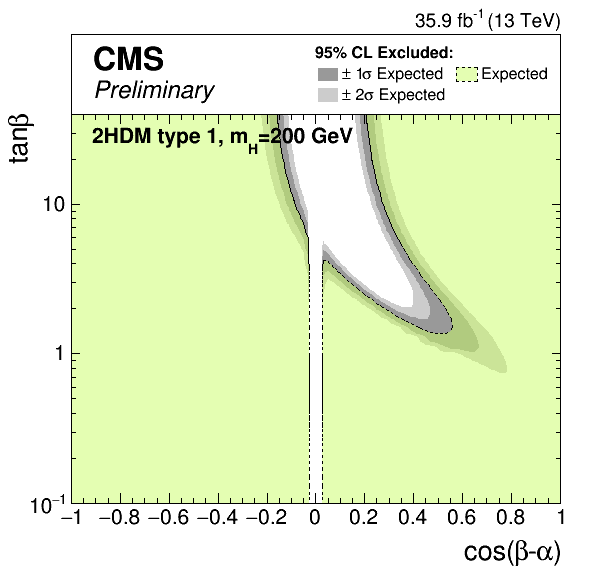 35.9 fb⁻¹ (13 TeV)
CMS
Preliminary
95% CL Excluded:
± 1σ Expected
Expected
± 2σ Expected
tanβ
2HDM type 1, m_H=200 GeV
10
1
10⁻¹
−1 −0.8 −0.6 −0.4 −0.2 0 0.2 0.4 0.6 0.8 1
cos(β-α)